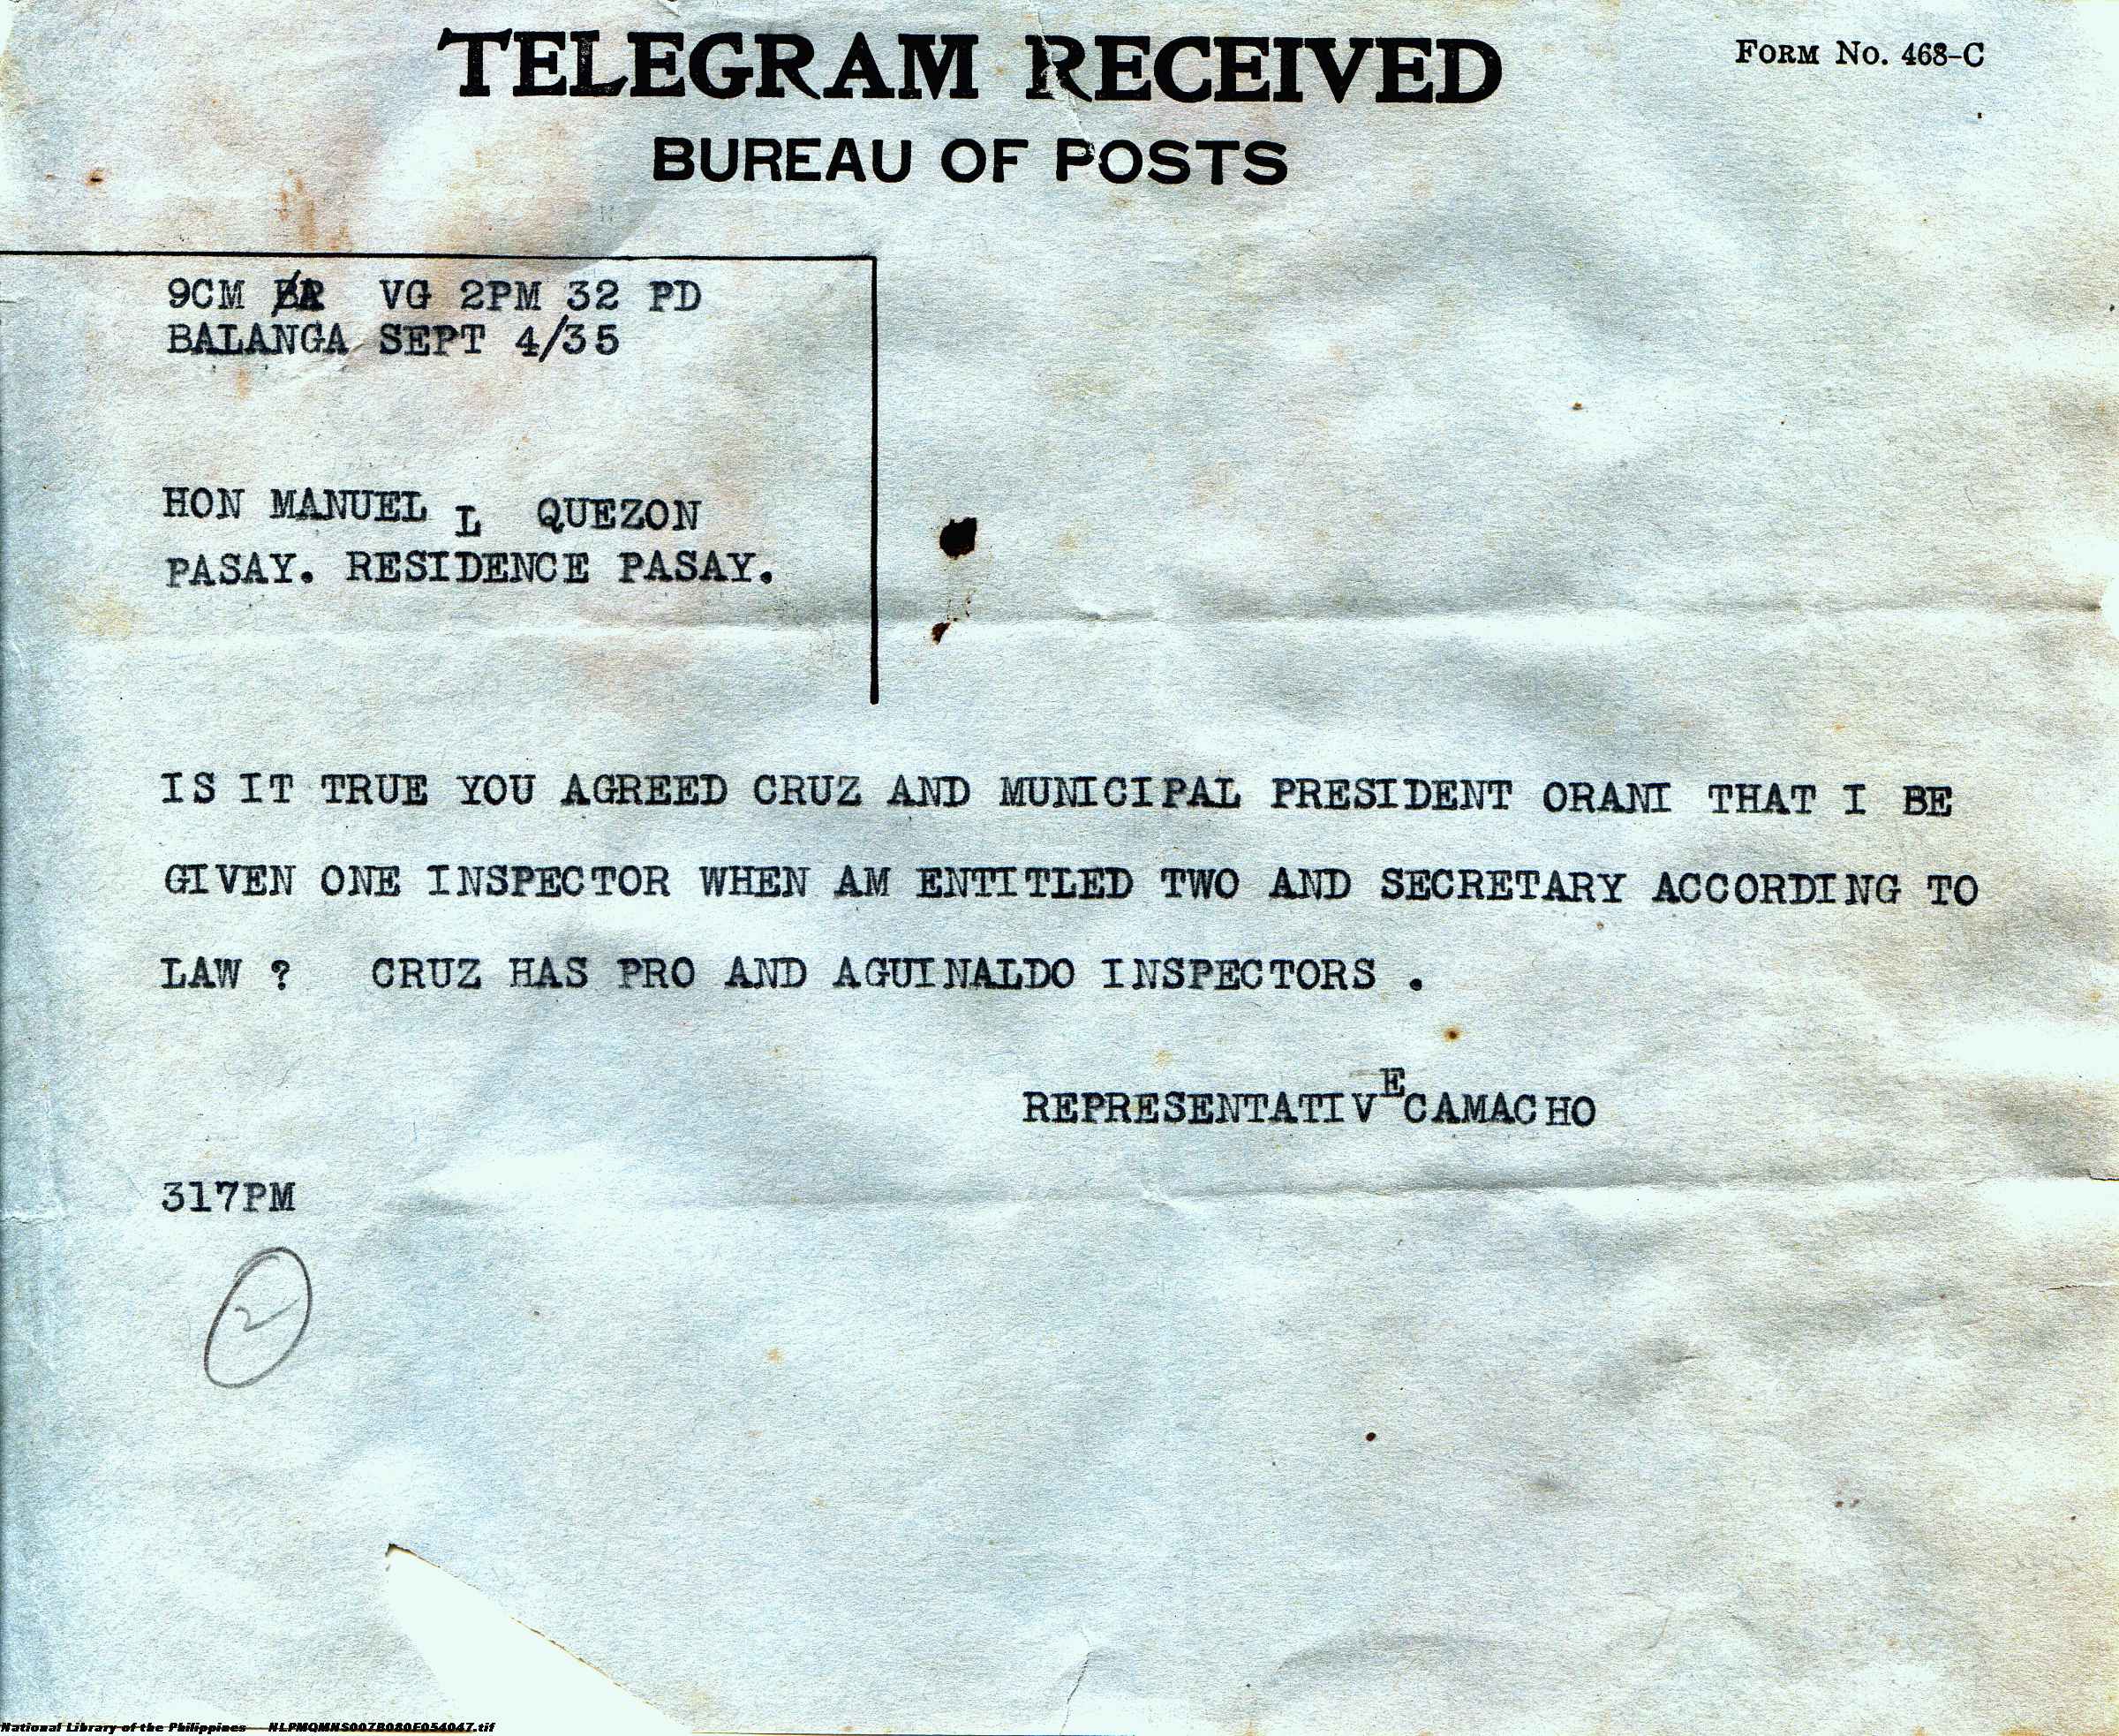 TELEGRAM RECEIVED
FORM NO. 468-C
BUREAU OF POSTS
9CM VG 2PM 32 PD
BALANGA SEPT 4/35
HON MANUEL L QUEZON
PASAY. RESIDENCE PASAY.
IS IT TRUE YOU AGREED CRUZ AND MUNICIPAL PRESIDENT ORANI THAT I BE
GIVEN ONE INSPECTOR WHEN AM ENTITLED TWO AND SECRETARY ACCORDING TO
LAW ? CRUZ HAS PRO AND AGUINALDO INSPECTORS .
REPRESENTATIVE CAMACHO
317PM
2
National Library of the Philippines NLPMQMNS007B080F054047.tif